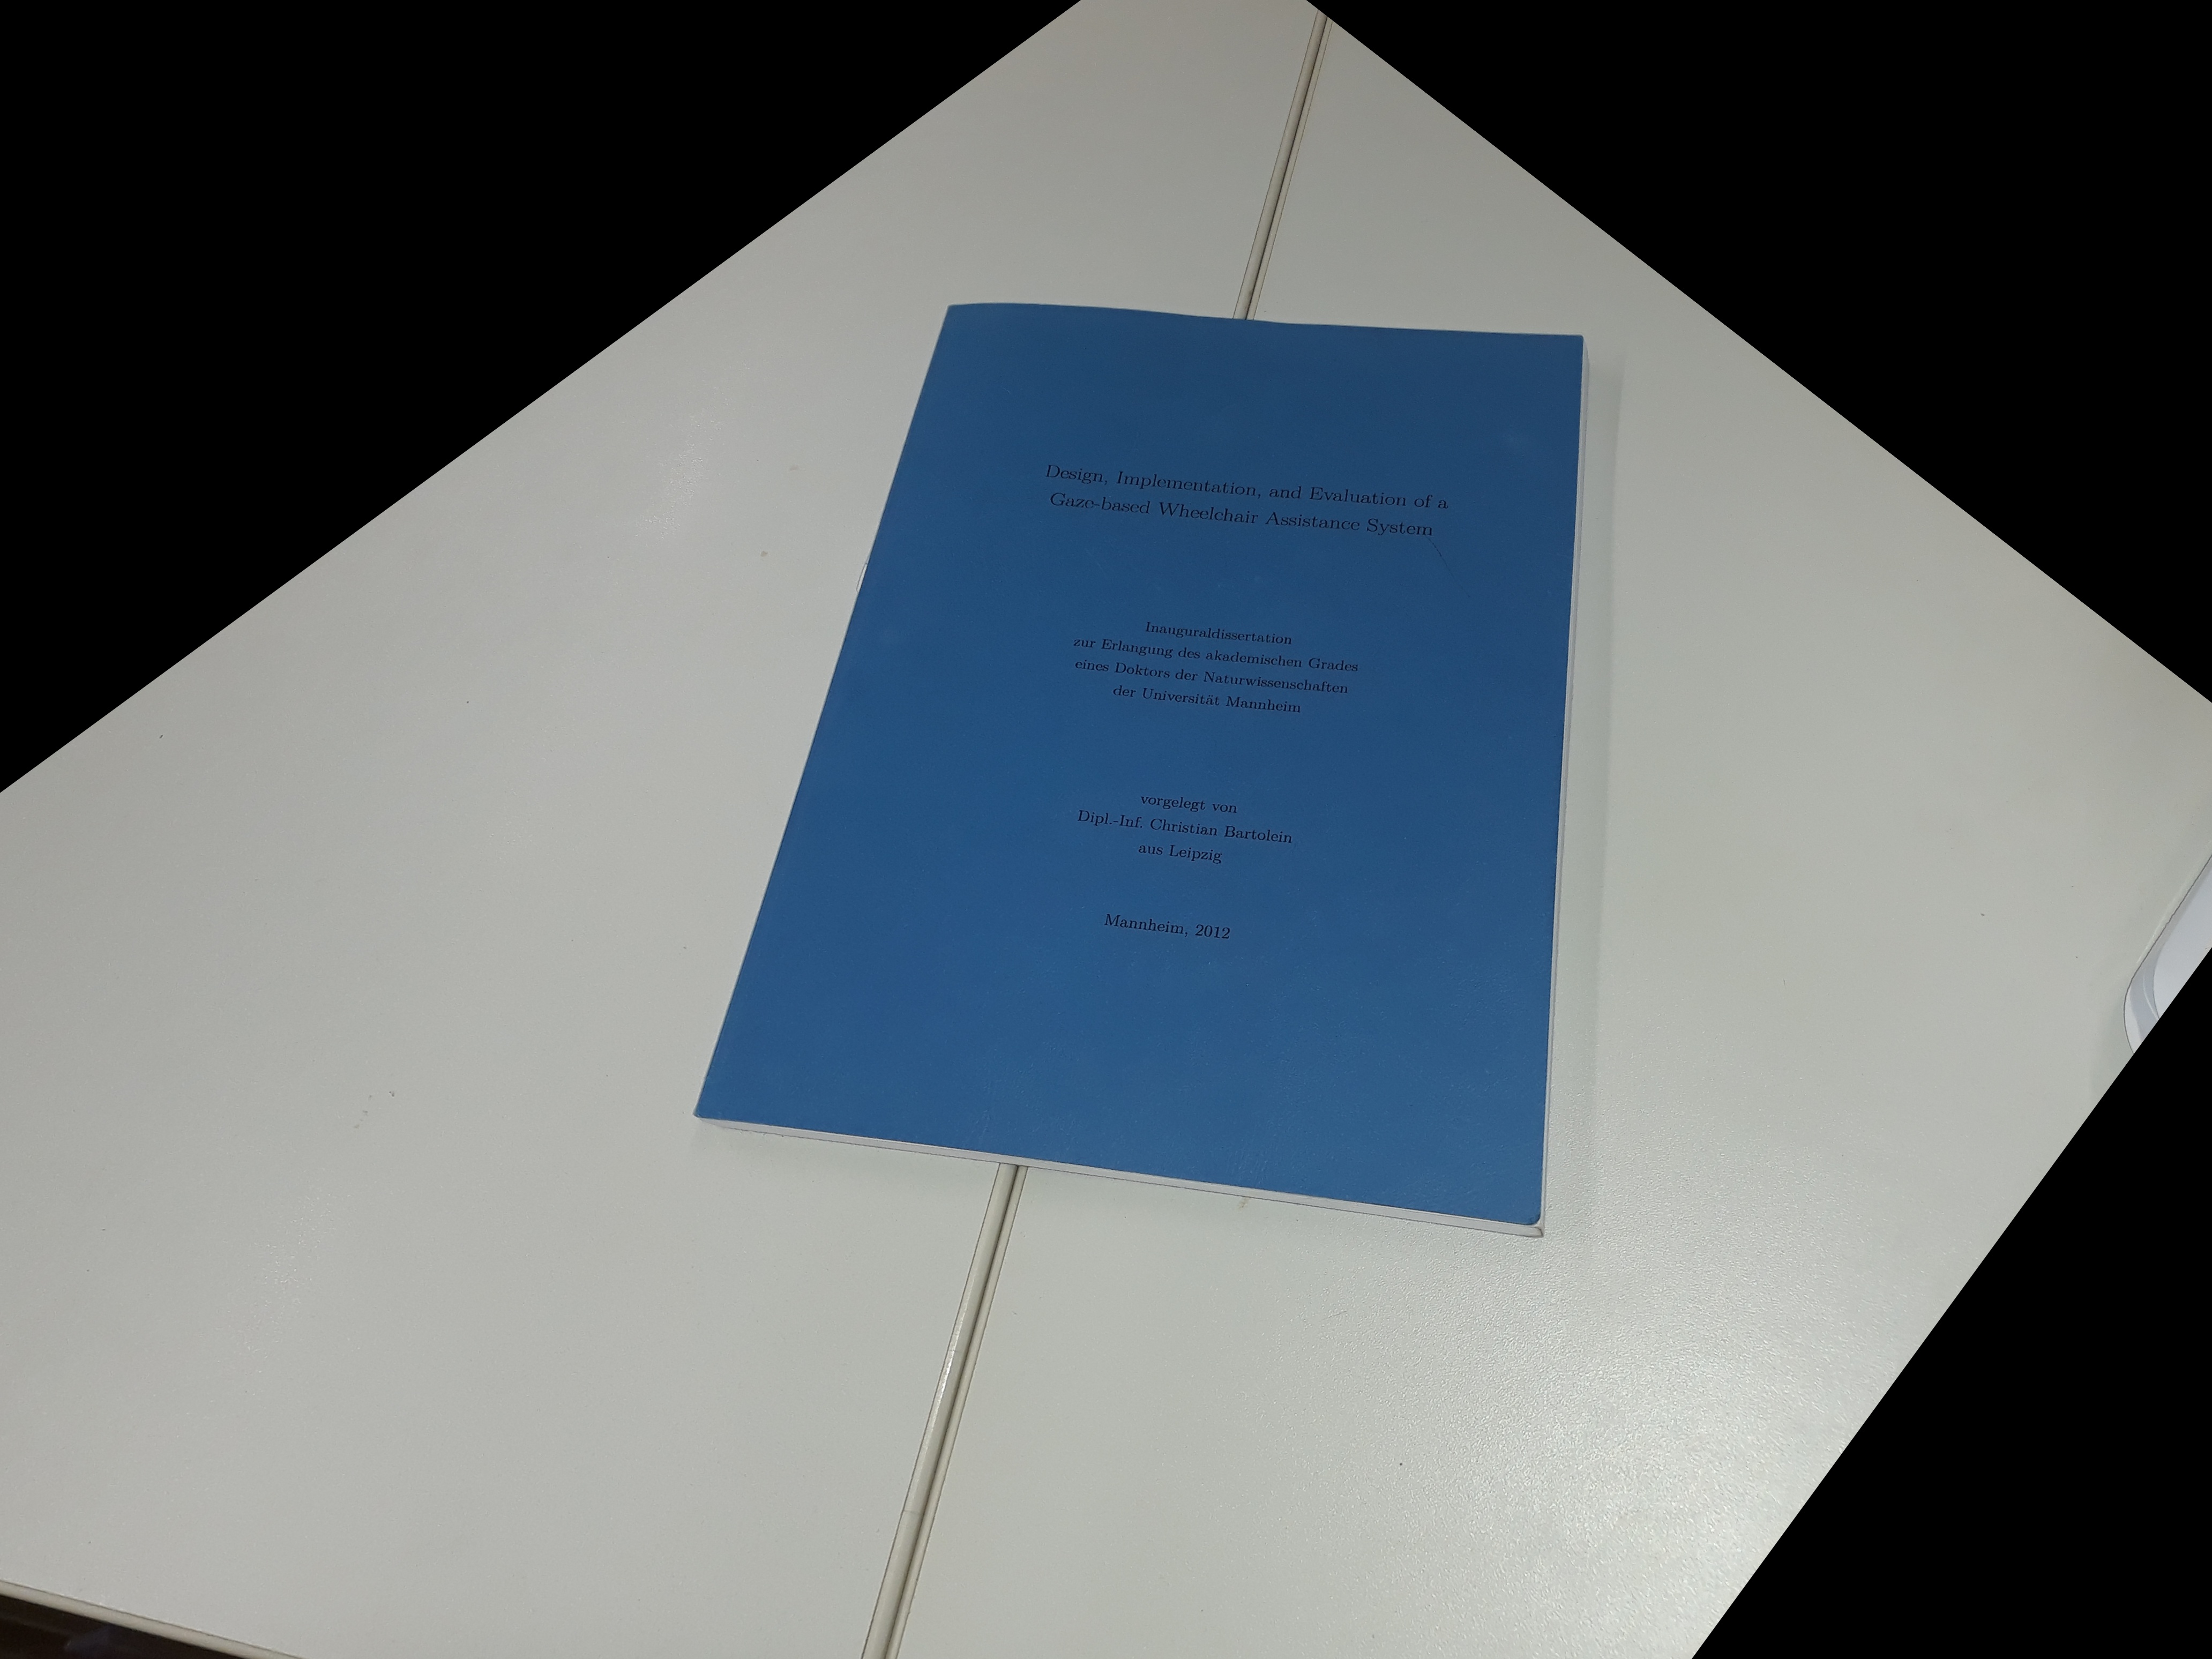 Design, Implementation, and Evaluation of a
Gaze-based Wheelchair Assistance System
Inauguraldissertation
zur Erlangung des akademischen Grades
eines Doktors der Naturwissenschaften
der Universität Mannheim
vorgelegt von
Dipl.-Inf. Christian Bartolein
aus Leipzig
Mannheim, 2012